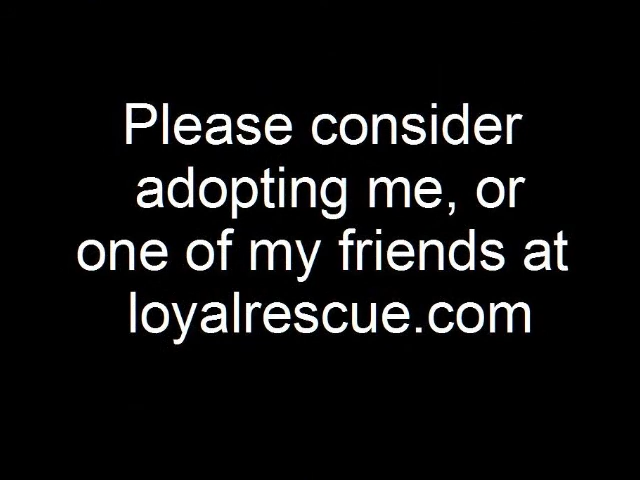 Please consider
adopting me, or
one of my friends at
loyalrescue.com